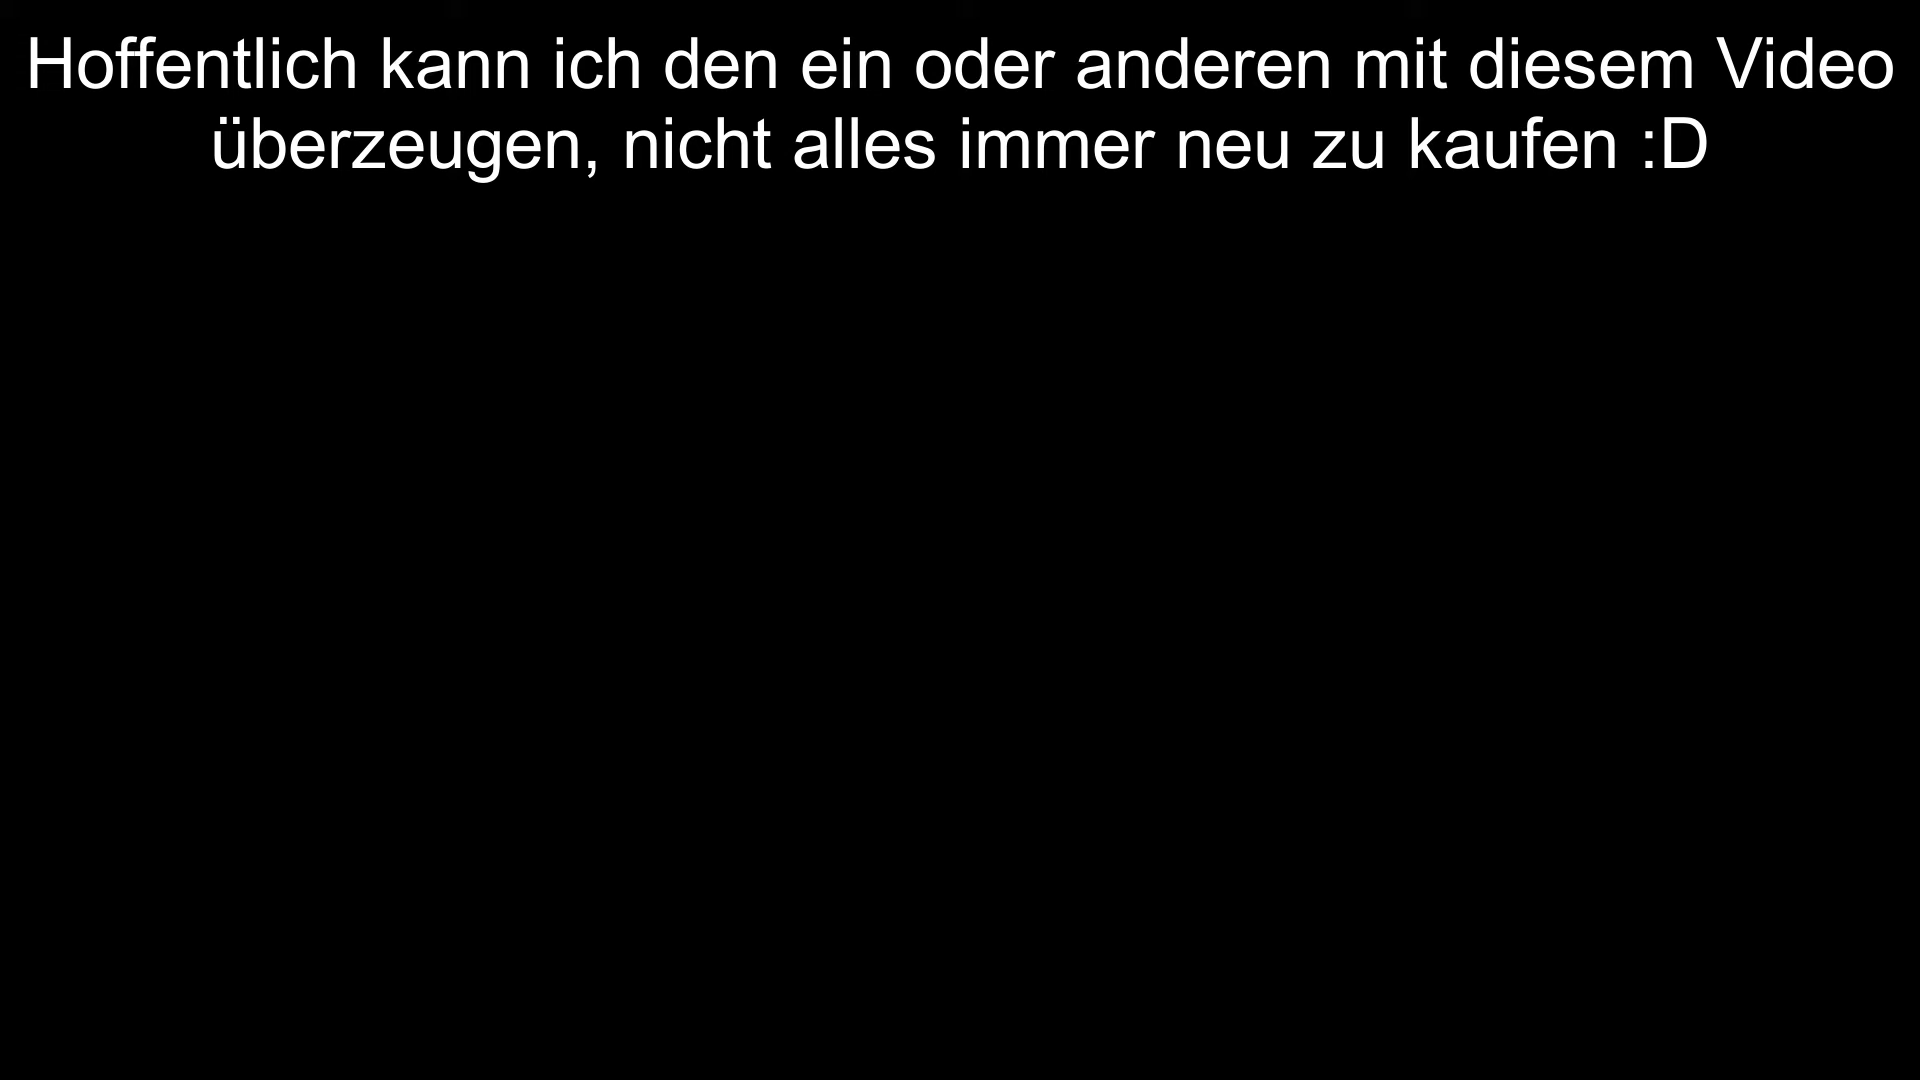 Hoffentlich kann ich den ein oder anderen mit diesem Video
überzeugen, nicht alles immer neu zu kaufen :D